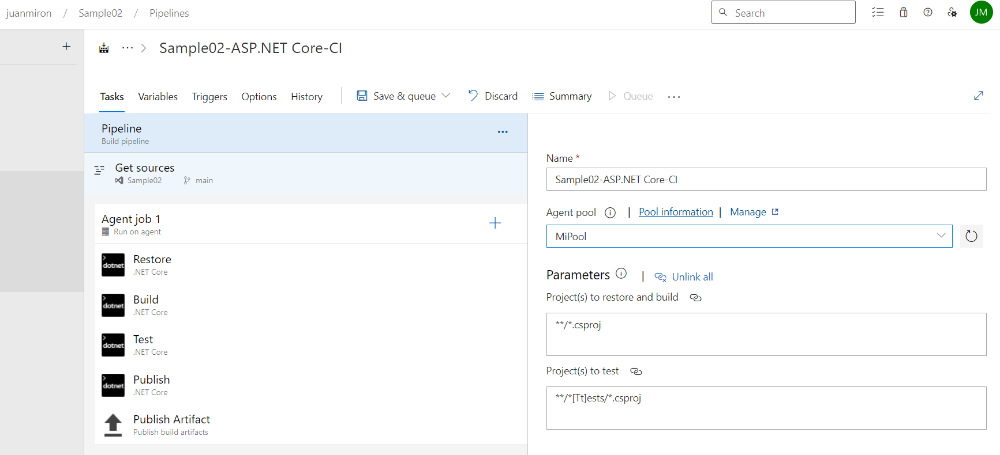 juanmiron / Sample02 / Pipelines
Search
JM
Sample02-ASP.NET Core-CI
Tasks Variables Triggers Options History Save & queue Discard Summary Queue
Pipeline
Build pipeline
Get sources
Sample02 main
Agent job 1
Run on agent
dotnet
Restore
.NET Core
dotnet
Build
.NET Core
dotnet
Test
.NET Core
dotnet
Publish
.NET Core
Publish Artifact
Publish build artifacts
Name *
Sample02-ASP.NET Core-CI
Agent pool | Pool information | Manage
MiPool
Parameters | Unlink all
Project(s) to restore and build
**/*.csproj
Project(s) to test
**/*[Tt]ests/*.csproj